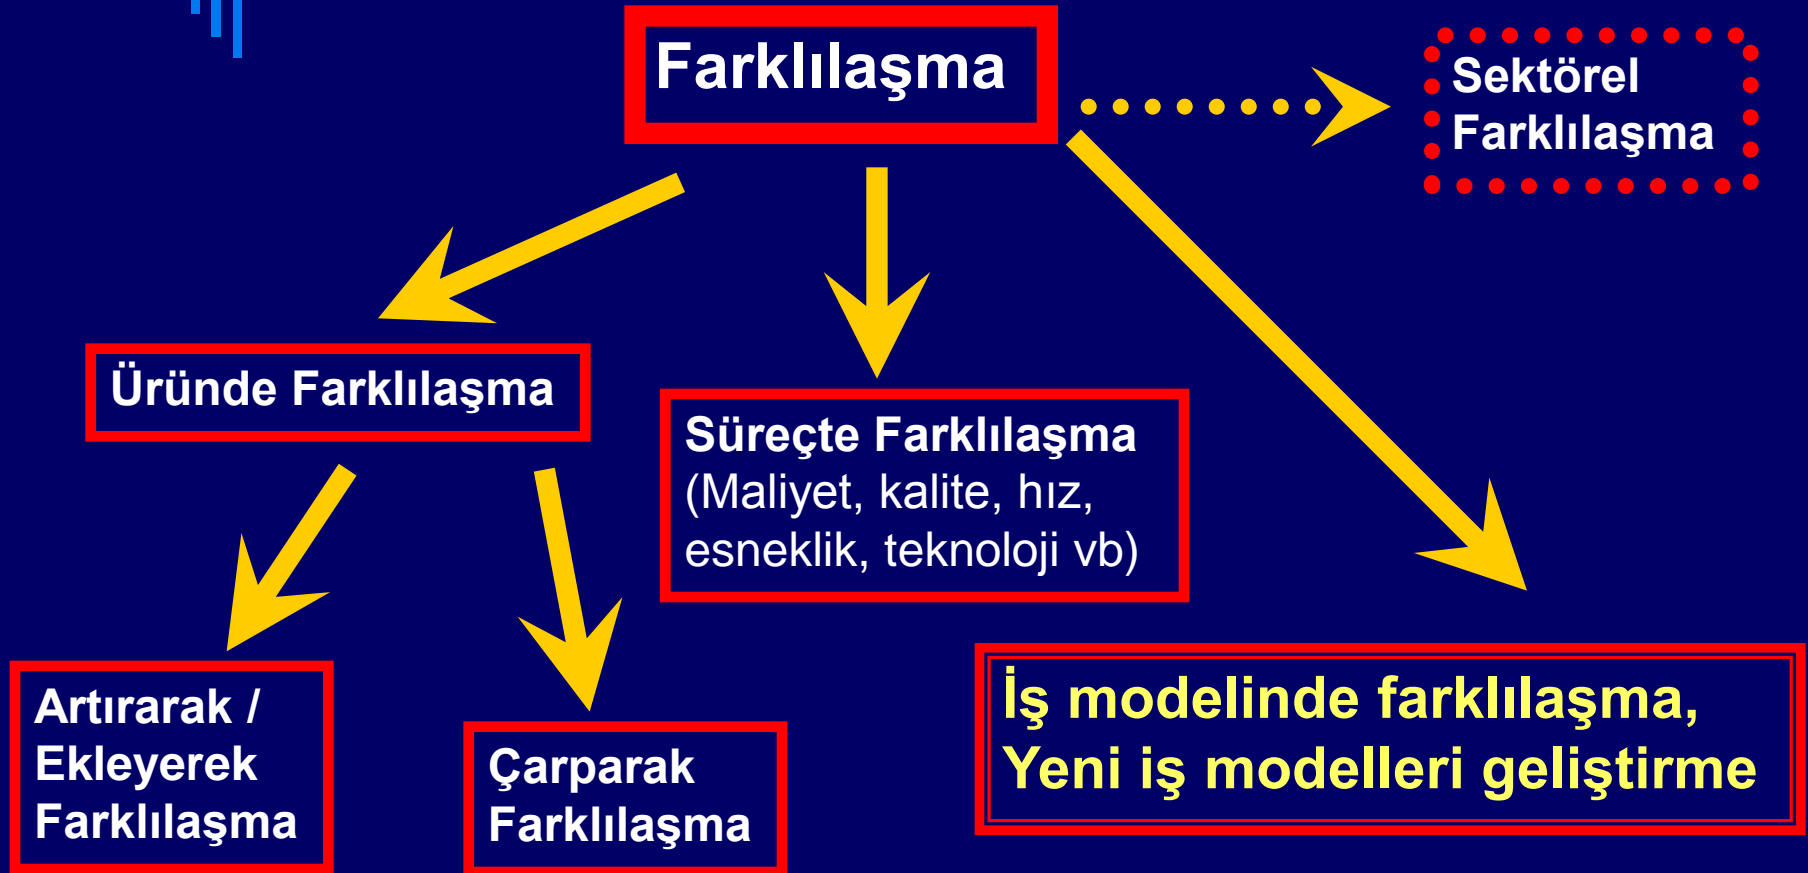 Farklılaşma
Sektörel
Farklılaşma
Üründe Farklılaşma
Süreçte Farklılaşma
(Maliyet, kalite, hız,
esneklik, teknoloji vb)
Artırarak /
Ekleyerek
Farklılaşma
Çarparak
Farklılaşma
İş modelinde farklılaşma,
Yeni iş modelleri geliştirme